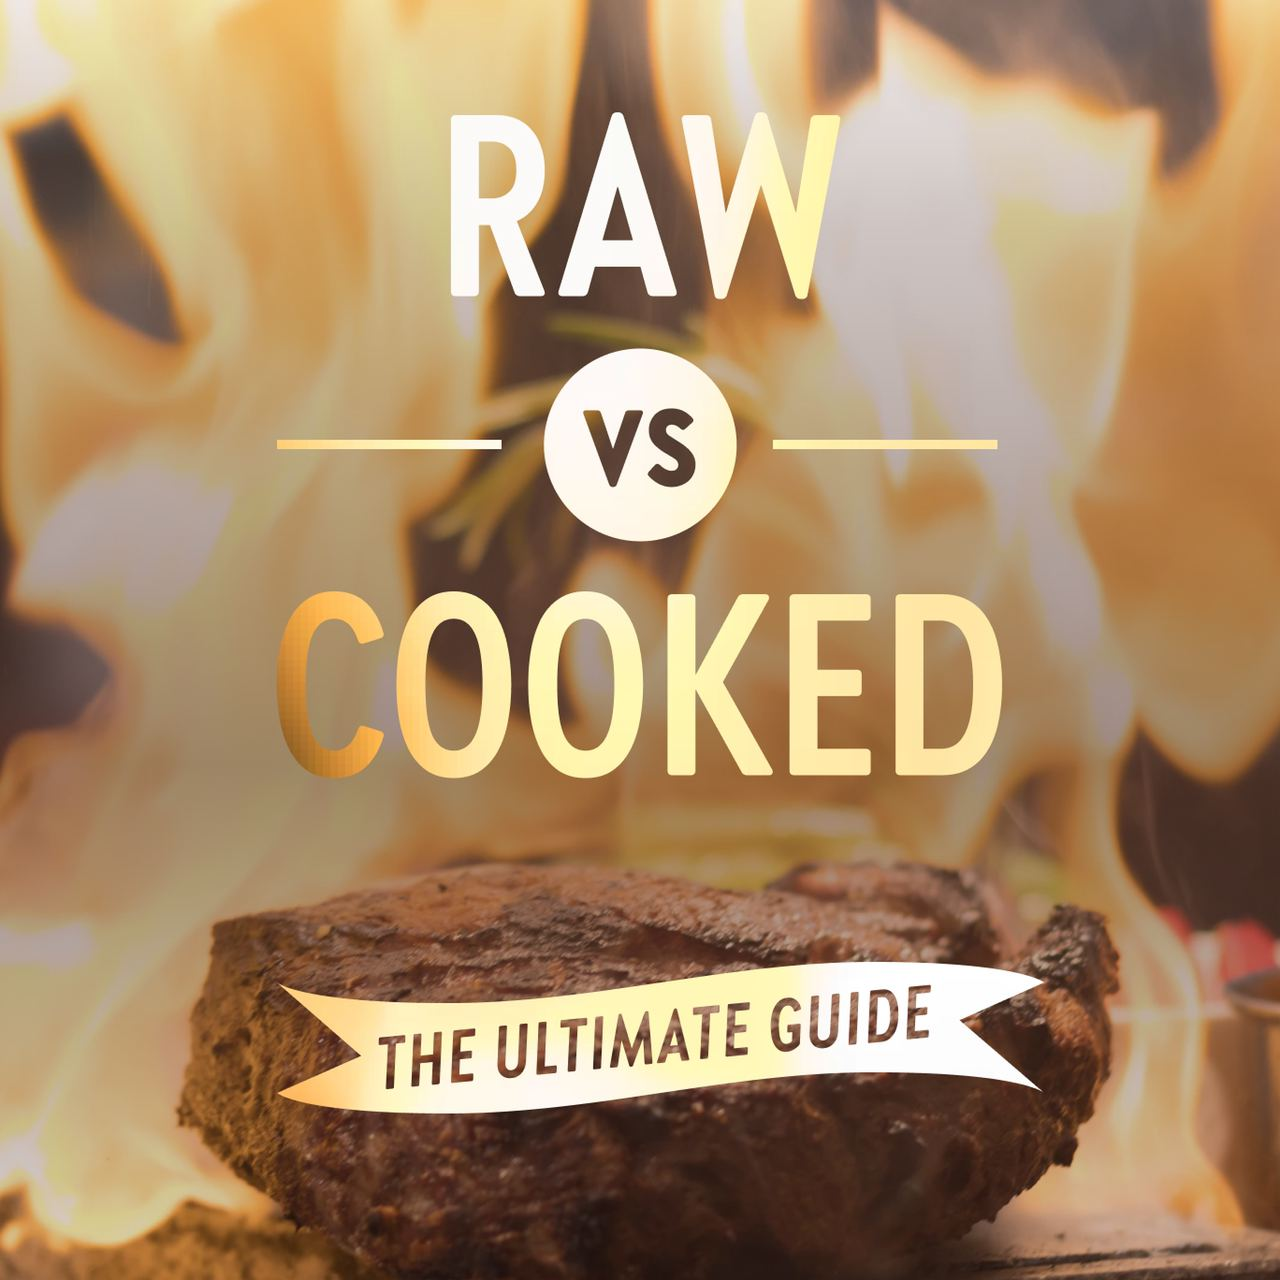 RAW
VS
COOKED
THE ULTIMATE GUIDE